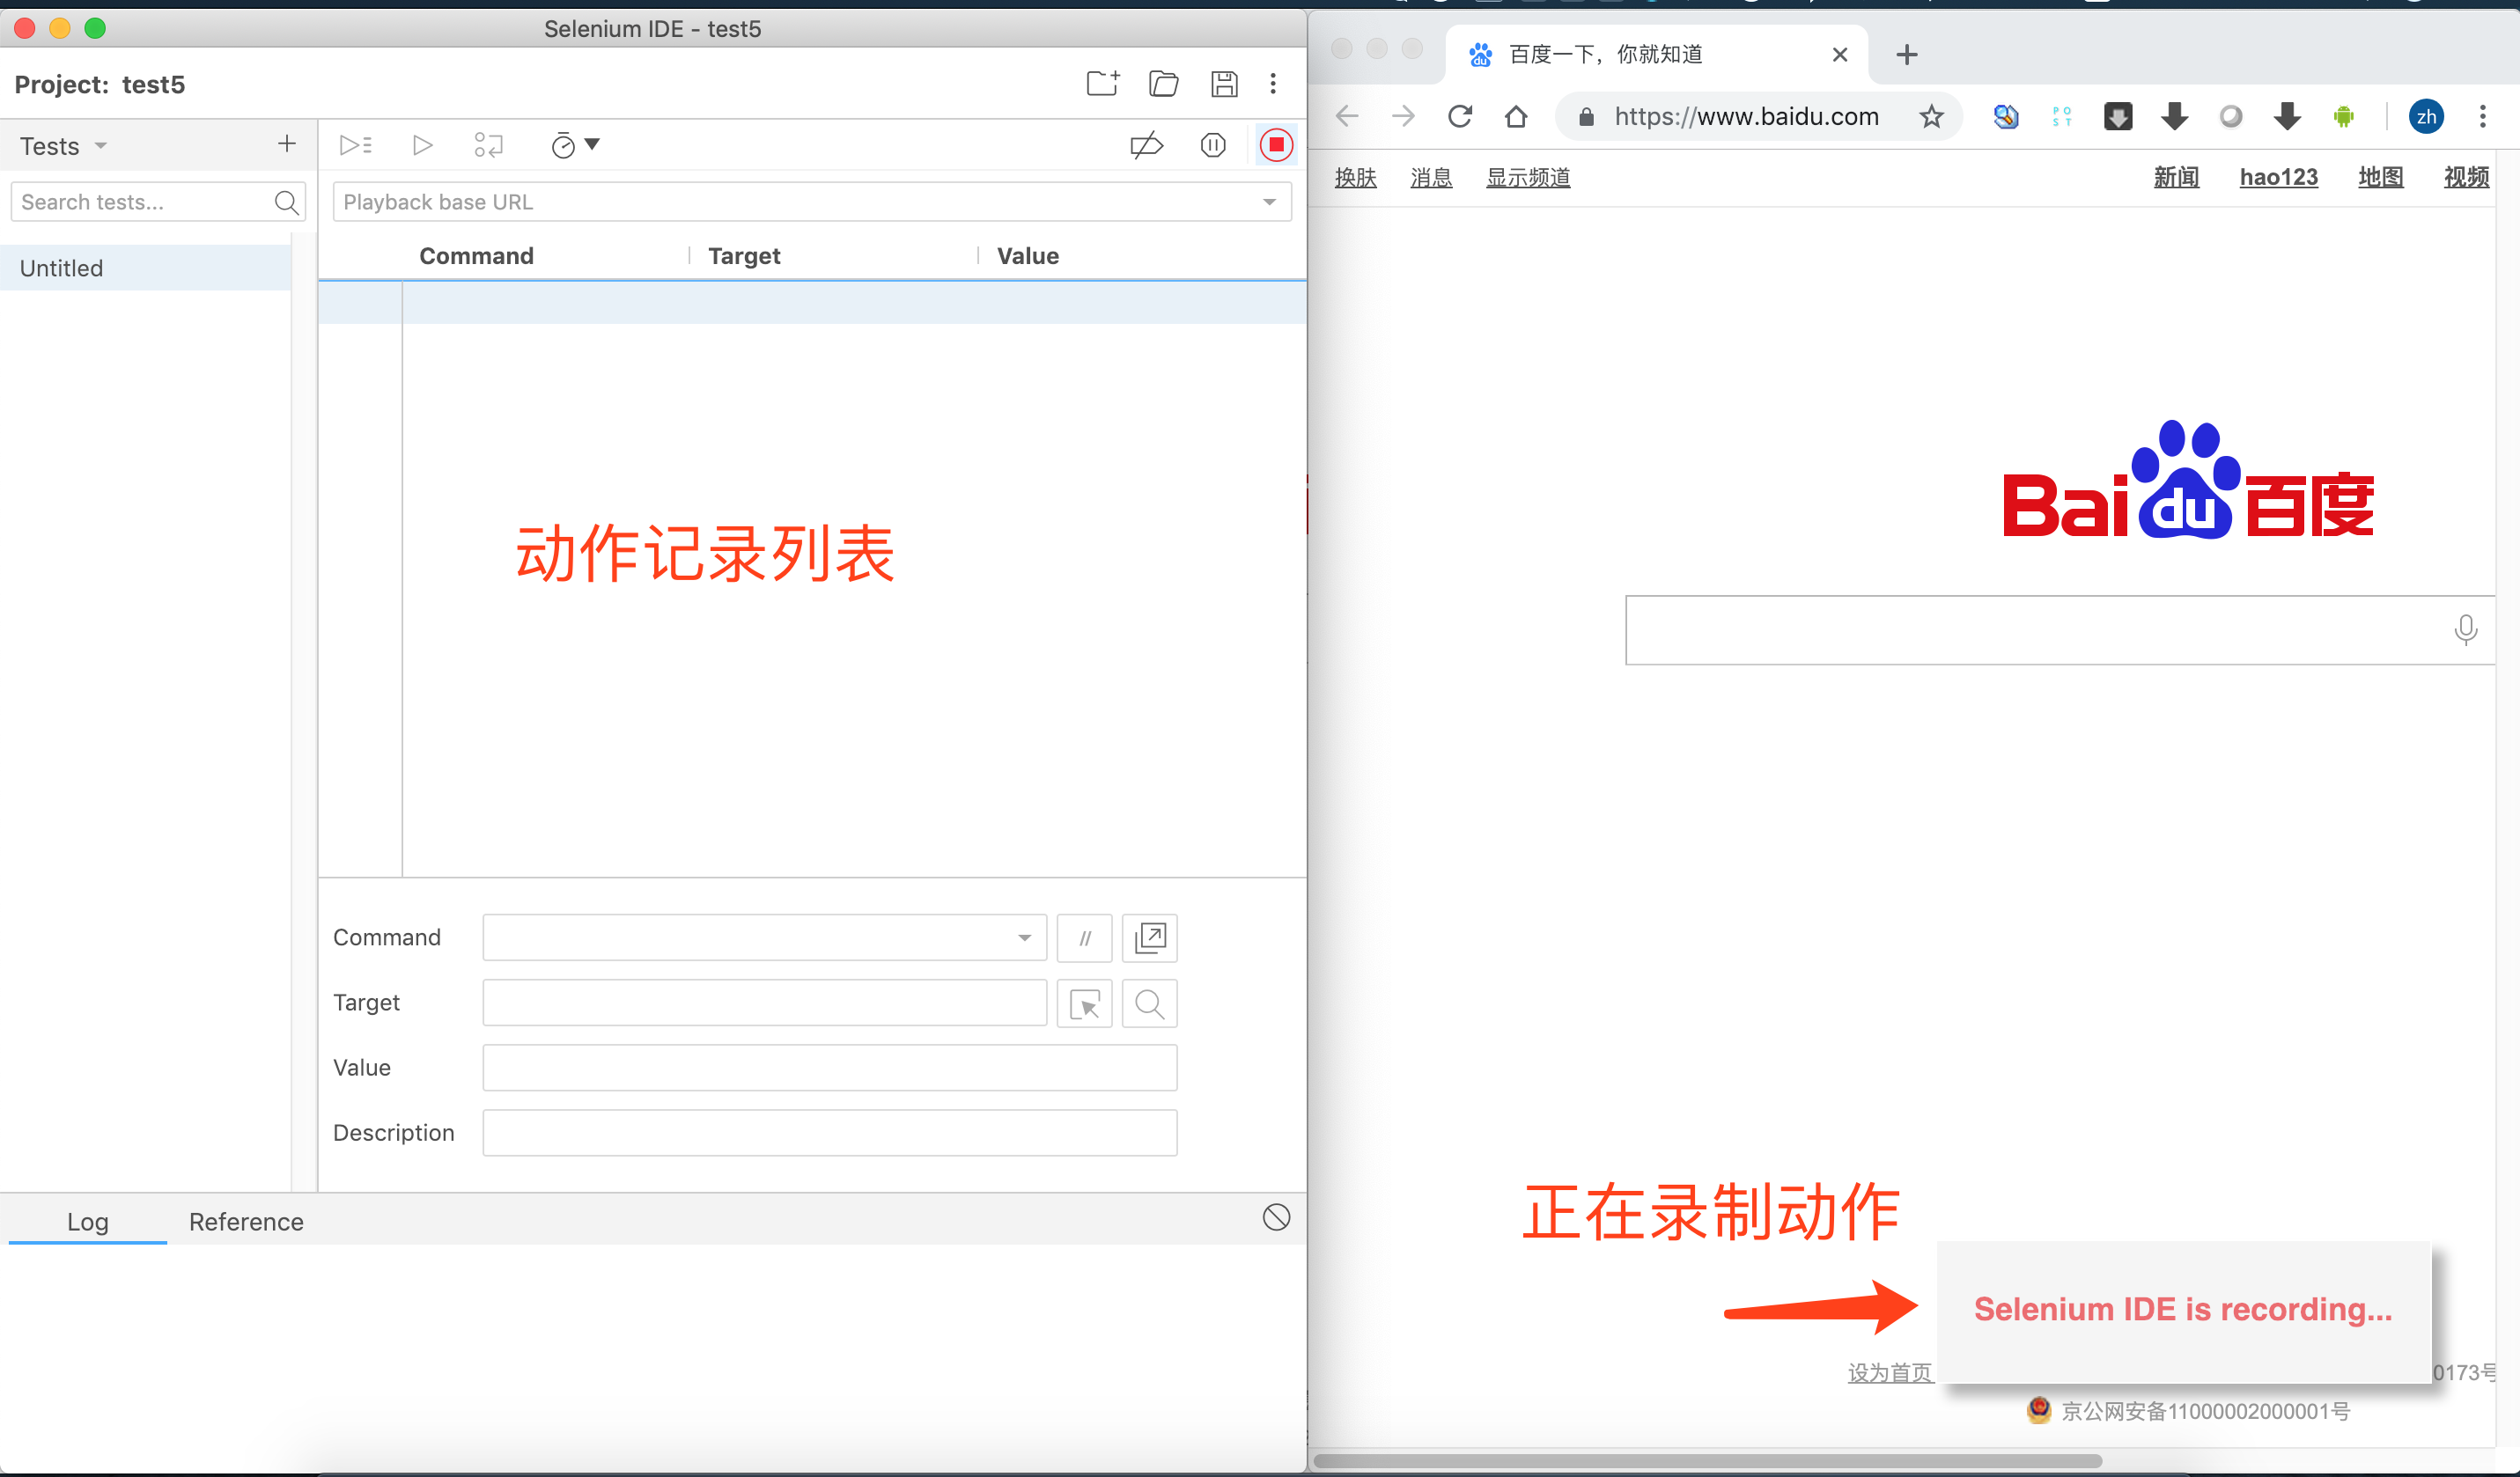 Selenium IDE - test5
Project: test5
Tests
Search tests...
Untitled
Playback base URL
Command Target Value
动作记录列表
Command
//
Target
Value
Description
Log Reference
百度一下，你就知道
https://www.baidu.com
PO
ST
zh
换肤 消息 显示频道 新闻 hao123 地图 视频
Bai du 百度
正在录制动作
Selenium IDE is recording...
设为首页 0173号
京公网安备11000002000001号